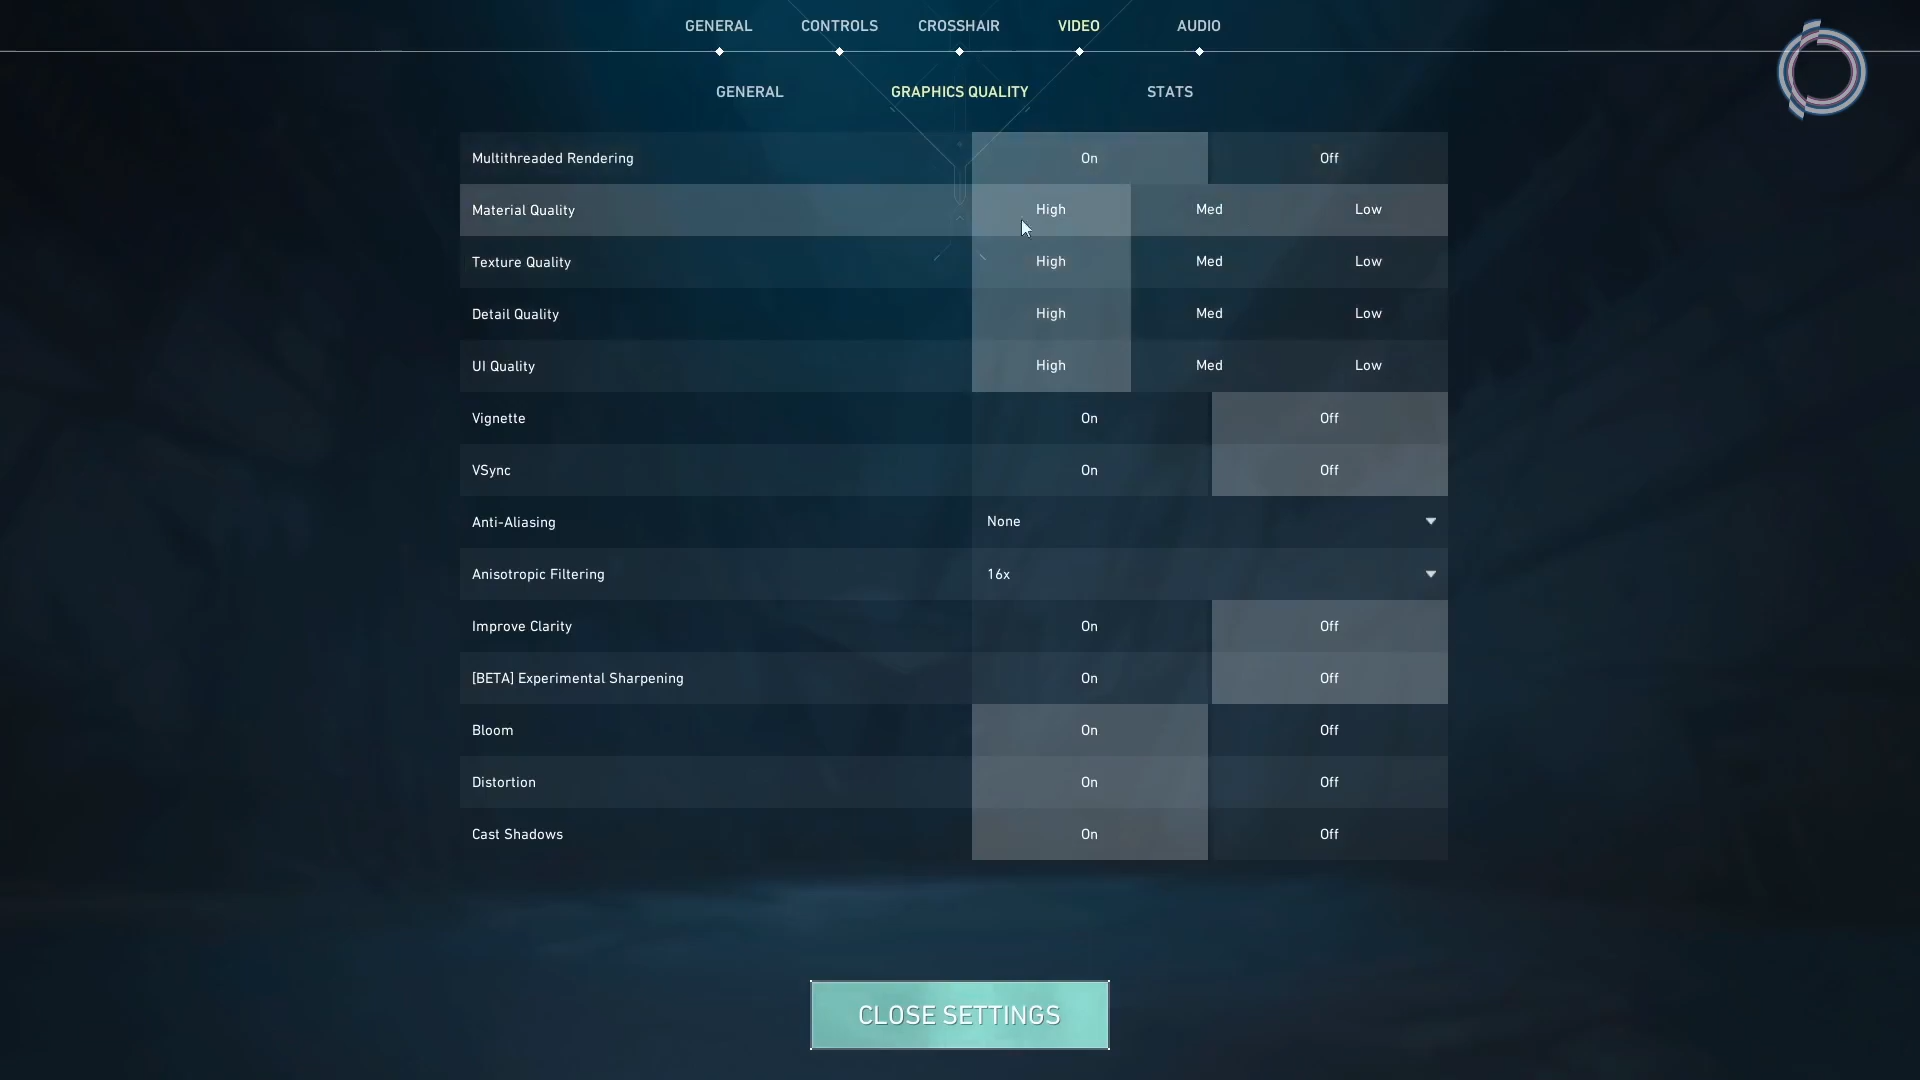 GENERAL CONTROLS CROSSHAIR VIDEO AUDIO
GENERAL GRAPHICS QUALITY STATS
Multithreaded Rendering On Off
Material Quality High Med Low
Texture Quality High Med Low
Detail Quality High Med Low
UI Quality High Med Low
Vignette On Off
VSync On Off
Anti-Aliasing None
Anisotropic Filtering 16x
Improve Clarity On Off
[BETA] Experimental Sharpening On Off
Bloom On Off
Distortion On Off
Cast Shadows On Off
CLOSE SETTINGS